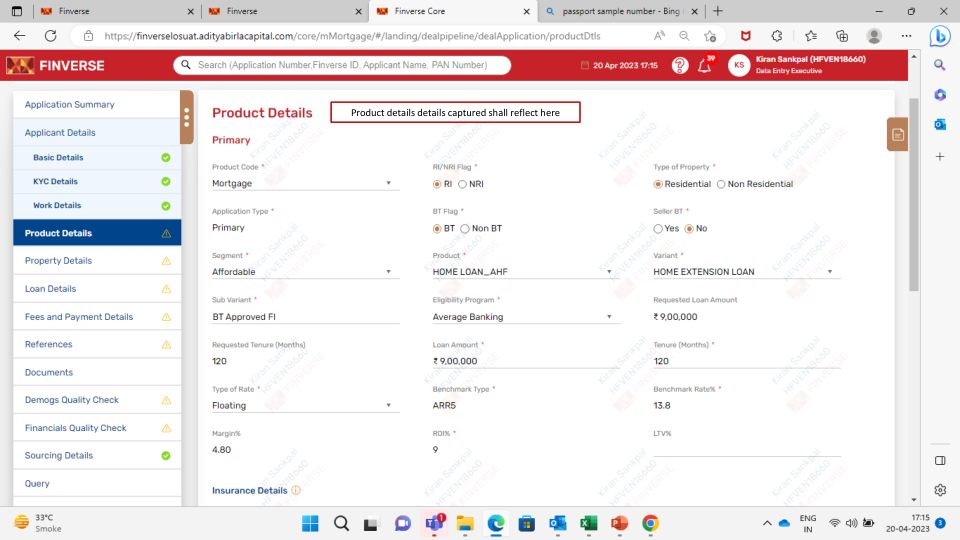 Finverse
Finverse
Finverse Core
passport sample number - Bing
https://finverselosuat.adityabirlacapital.com/core/mMortgage/#/landing/dealpipeline/dealApplication/productDtls
FINVERSE
Search (Application Number,Finverse ID, Applicant Name, PAN Number)
20 Apr 2023 17:15
39
KS
Kiran Sankpal (HFVEN18660)
Data Entry Executive
Application Summary
Applicant Details
Basic Details
KYC Details
Work Details
Product Details
Property Details
Loan Details
Fees and Payment Details
References
Documents
Demogs Quality Check
Financials Quality Check
Sourcing Details
Query
Product Details
Product details details captured shall reflect here
Primary
Product Code * RI/NRI Flag * Type of Property *
Mortgage RI NRI Residential Non Residential
Application Type * BT Flag * Seller BT *
Primary BT Non BT Yes No
Segment * Product * Variant *
Affordable HOME LOAN_AHF HOME EXTENSION LOAN
Sub Variant * Eligibility Program * Requested Loan Amount
BT Approved FI Average Banking ₹ 9,00,000
Requested Tenure (Months) Loan Amount * Tenure (Months) *
120 ₹ 9,00,000 120
Type of Rate * Benchmark Type * Benchmark Rate% *
Floating ARR5 13.8
Margin% ROI% * LTV%
4.80 9
Insurance Details
Kiran Sankpal
HFVEN18660
FINVERSE
33°C
Smoke
1
ENG
IN
17:15
20-04-2023
3